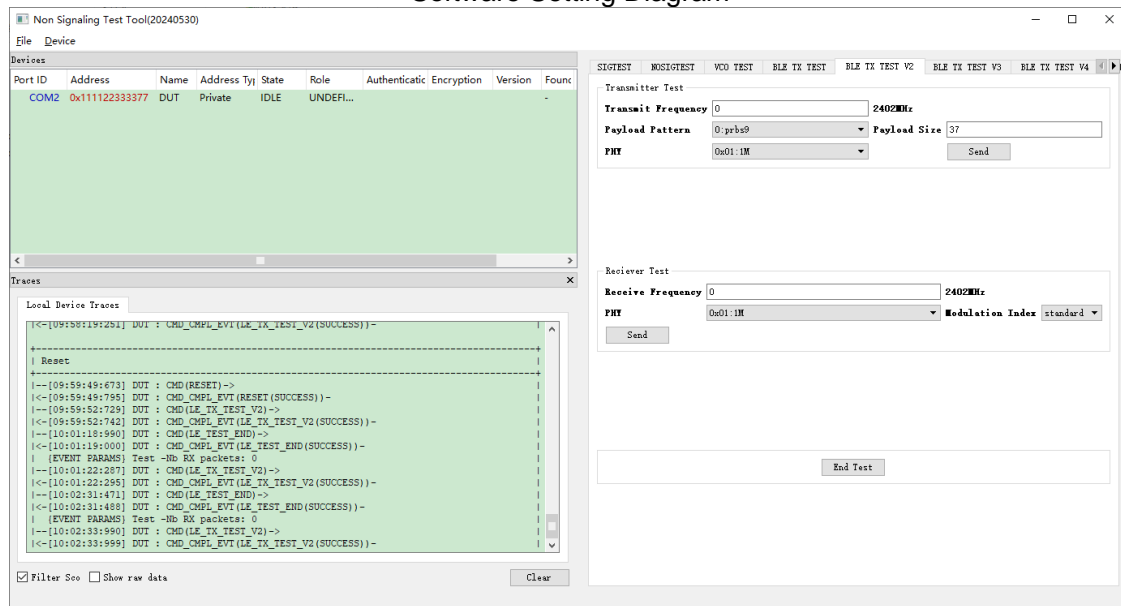 Software Setting Diagram
Non Signaling Test Tool(20240530)
File Device
Devices
Port ID Address Name Address Ty State Role Authenticatic Encryption Version Found
COM2 0x111122333377 DUT Private IDLE UNDEFI... -
Traces
Local Device Traces
|<-[09:58:19:251] DUT : CMD_CMPL_EVT(LE_TX_TEST_V2(SUCCESS))- |
+------------------------------------------------------------------------------+
| Reset |
+------------------------------------------------------------------------------+
|--[09:59:49:673] DUT : CMD(RESET)-> |
|<-[09:59:49:795] DUT : CMD_CMPL_EVT(RESET(SUCCESS))- |
|--[09:59:52:729] DUT : CMD(LE_TX_TEST_V2)-> |
|<-[09:59:52:742] DUT : CMD_CMPL_EVT(LE_TX_TEST_V2(SUCCESS))- |
|--[10:01:18:990] DUT : CMD(LE_TEST_END)-> |
|<-[10:01:19:000] DUT : CMD_CMPL_EVT(LE_TEST_END(SUCCESS))- |
| {EVENT PARAMS} Test -Nb RX packets: 0 |
|--[10:01:22:287] DUT : CMD(LE_TX_TEST_V2)-> |
|<-[10:01:22:295] DUT : CMD_CMPL_EVT(LE_TX_TEST_V2(SUCCESS))- |
|--[10:02:31:471] DUT : CMD(LE_TEST_END)-> |
|<-[10:02:31:488] DUT : CMD_CMPL_EVT(LE_TEST_END(SUCCESS))- |
| {EVENT PARAMS} Test -Nb RX packets: 0 |
|--[10:02:33:990] DUT : CMD(LE_TX_TEST_V2)-> |
|<-[10:02:33:999] DUT : CMD_CMPL_EVT(LE_TX_TEST_V2(SUCCESS))- |
Filter Sco Show raw data Clear
SIGTEST NOSIGTEST VCO TEST BLE TX TEST BLE TX TEST V2 BLE TX TEST V3 BLE TX TEST V4
Transmitter Test
Transmit Frequency 0 2402MHz
Payload Pattern 0:prbs9 Payload Size 37
PHY 0x01:1M Send
Reciever Test
Receive Frequency 0 2402MHz
PHY 0x01:1M Modulation Index standard
Send
End Test